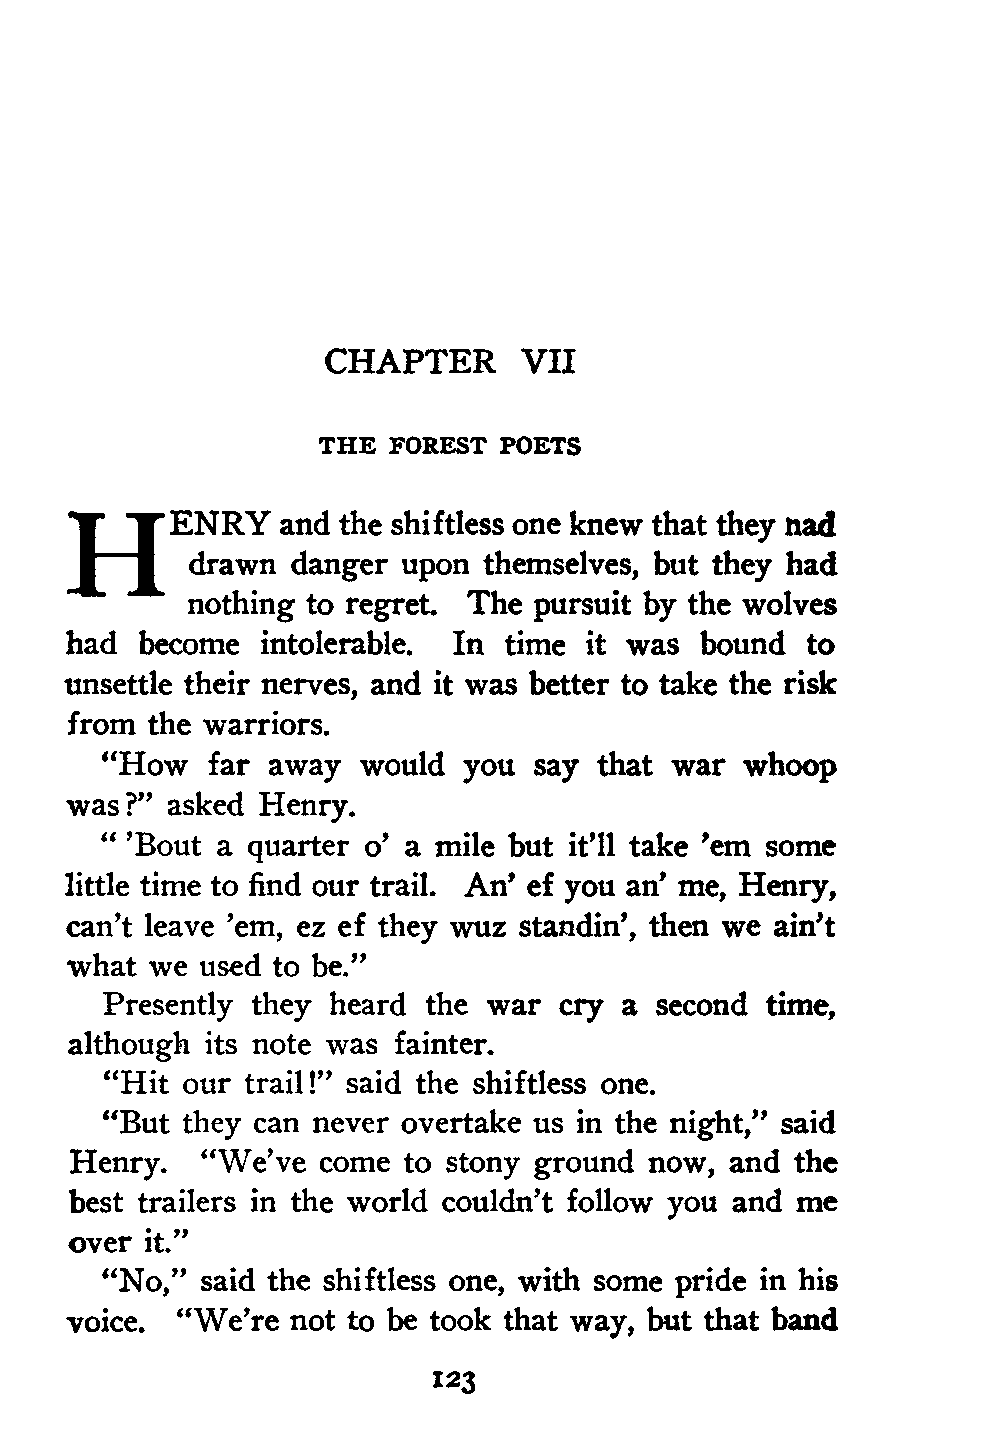 CHAPTER VII
THE FOREST POETS
HENRY and the shiftless one knew that they had
drawn danger upon themselves, but they had
nothing to regret. The pursuit by the wolves
had become intolerable. In time it was bound to
unsettle their nerves, and it was better to take the risk
from the warriors.
"How far away would you say that war whoop
was?" asked Henry.
" 'Bout a quarter o' a mile but it'll take 'em some
little time to find our trail. An' ef you an' me, Henry,
can't leave 'em, ez ef they wuz standin', then we ain't
what we used to be."
Presently they heard the war cry a second time,
although its note was fainter.
"Hit our trail!" said the shiftless one.
"But they can never overtake us in the night," said
Henry. "We've come to stony ground now, and the
best trailers in the world couldn't follow you and me
over it."
"No," said the shiftless one, with some pride in his
voice. "We're not to be took that way, but that band
123